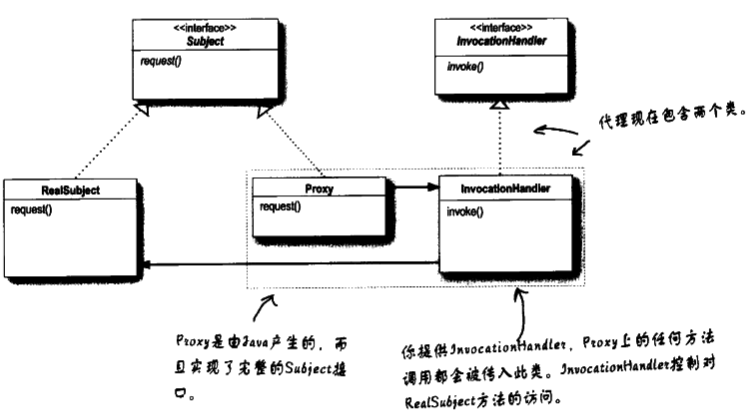 <<interface>>
Subject
request()
<<interface>>
InvocationHandler
invoke()
代理现在包含两个类。
RealSubject
request()
Proxy
request()
InvocationHandler
invoke()
Proxy是由Java产生的，而
且实现了完整的Subject接
口。
你提供InvocationHandler，Proxy上的任何方法
调用都会被传入此类。InvocationHandler控制对
RealSubject方法的访问。